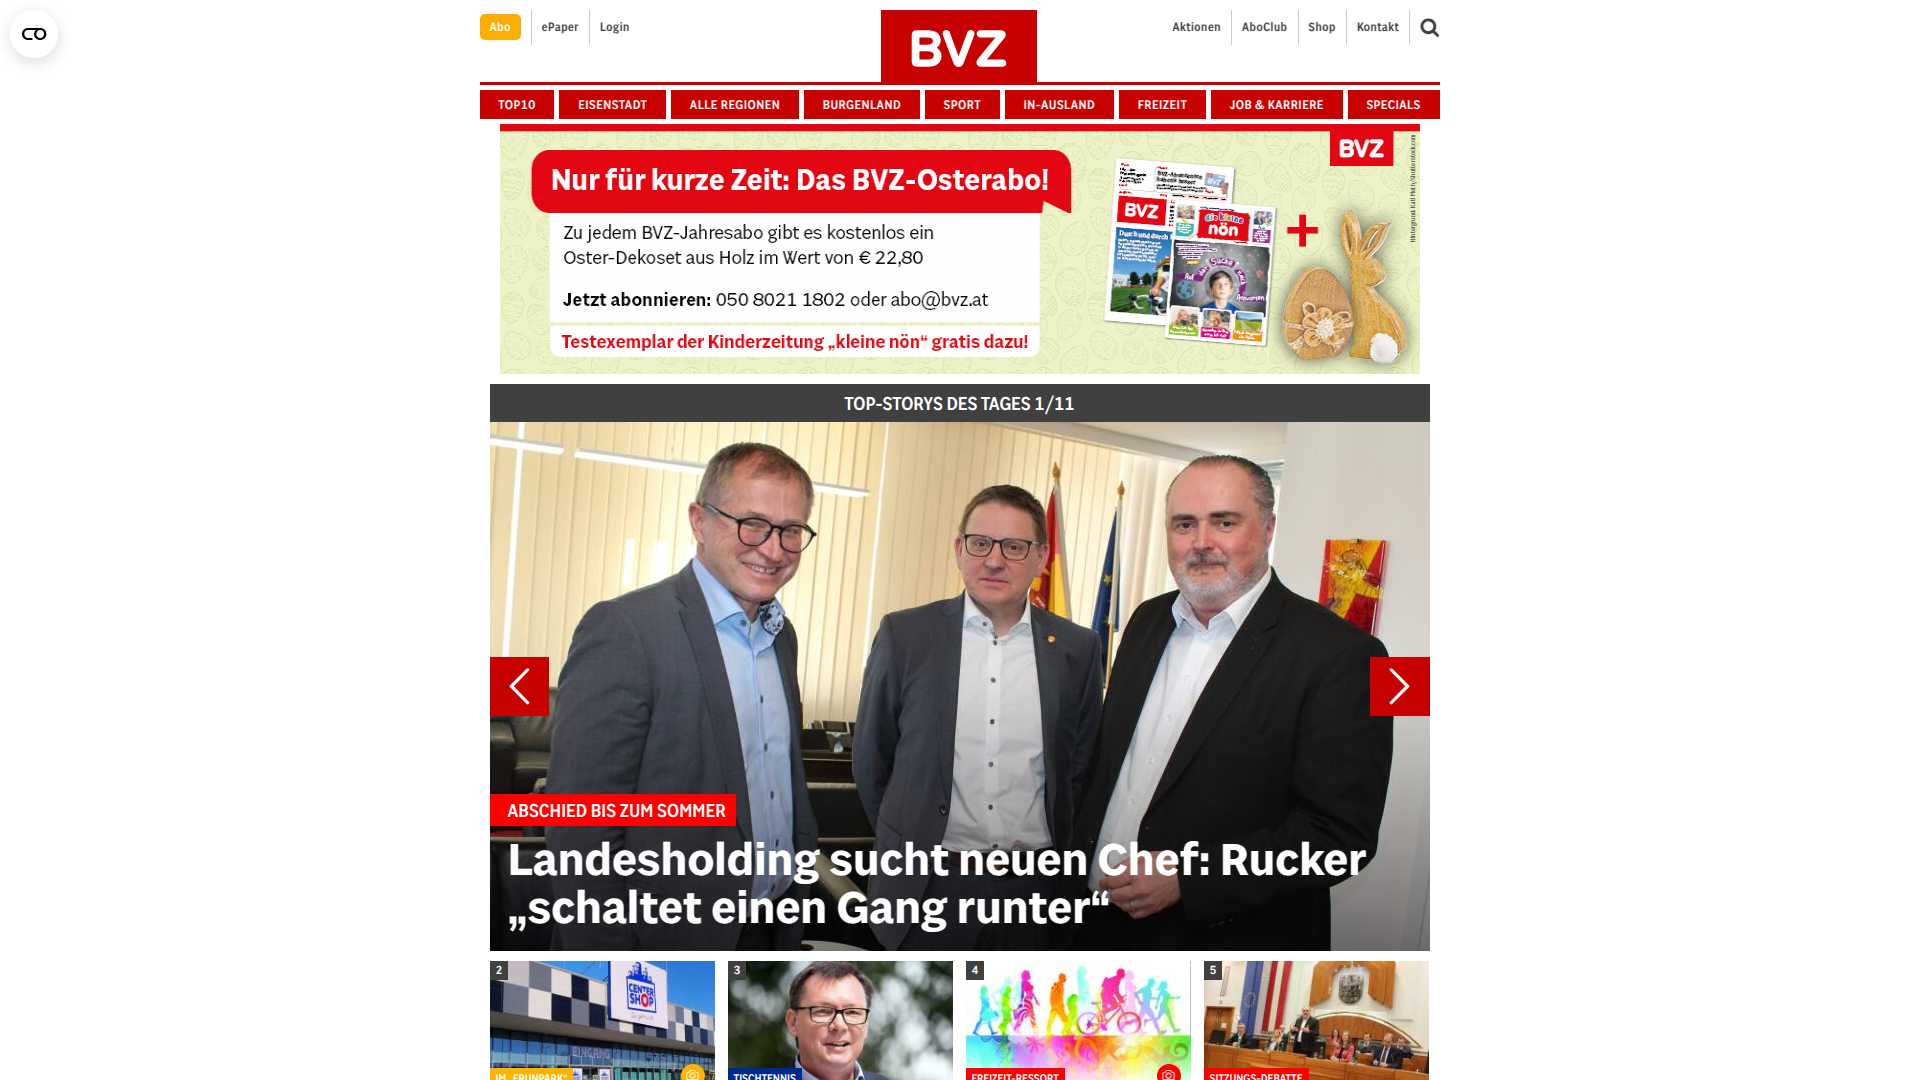 Abo
ePaper
Login
BVZ
Aktionen
AboClub
Shop
Kontakt
TOP10
EISENSTADT
ALLE REGIONEN
BURGENLAND
SPORT
IN-AUSLAND
FREIZEIT
JOB & KARRIERE
SPECIALS
Nur für kurze Zeit: Das BVZ-Osterabo!
Zu jedem BVZ-Jahresabo gibt es kostenlos ein
Oster-Dekoset aus Holz im Wert von € 22,80
Jetzt abonnieren: 050 8021 1802 oder abo@bvz.at
Testexemplar der Kinderzeitung „kleine nön“ gratis dazu!
BVZ
BVZ
die kleine
nön
+
TOP-STORYS DES TAGES 1/11
ABSCHIED BIS ZUM SOMMER
Landesholding sucht neuen Chef: Rucker
„schaltet einen Gang runter“
2
CENTER
SHOP
EINGANG
IM „FRUNPARK“
3
TISCHTENNIS
4
FREIZEIT-RESSORT
5
SITZUNGS-DEBATTE